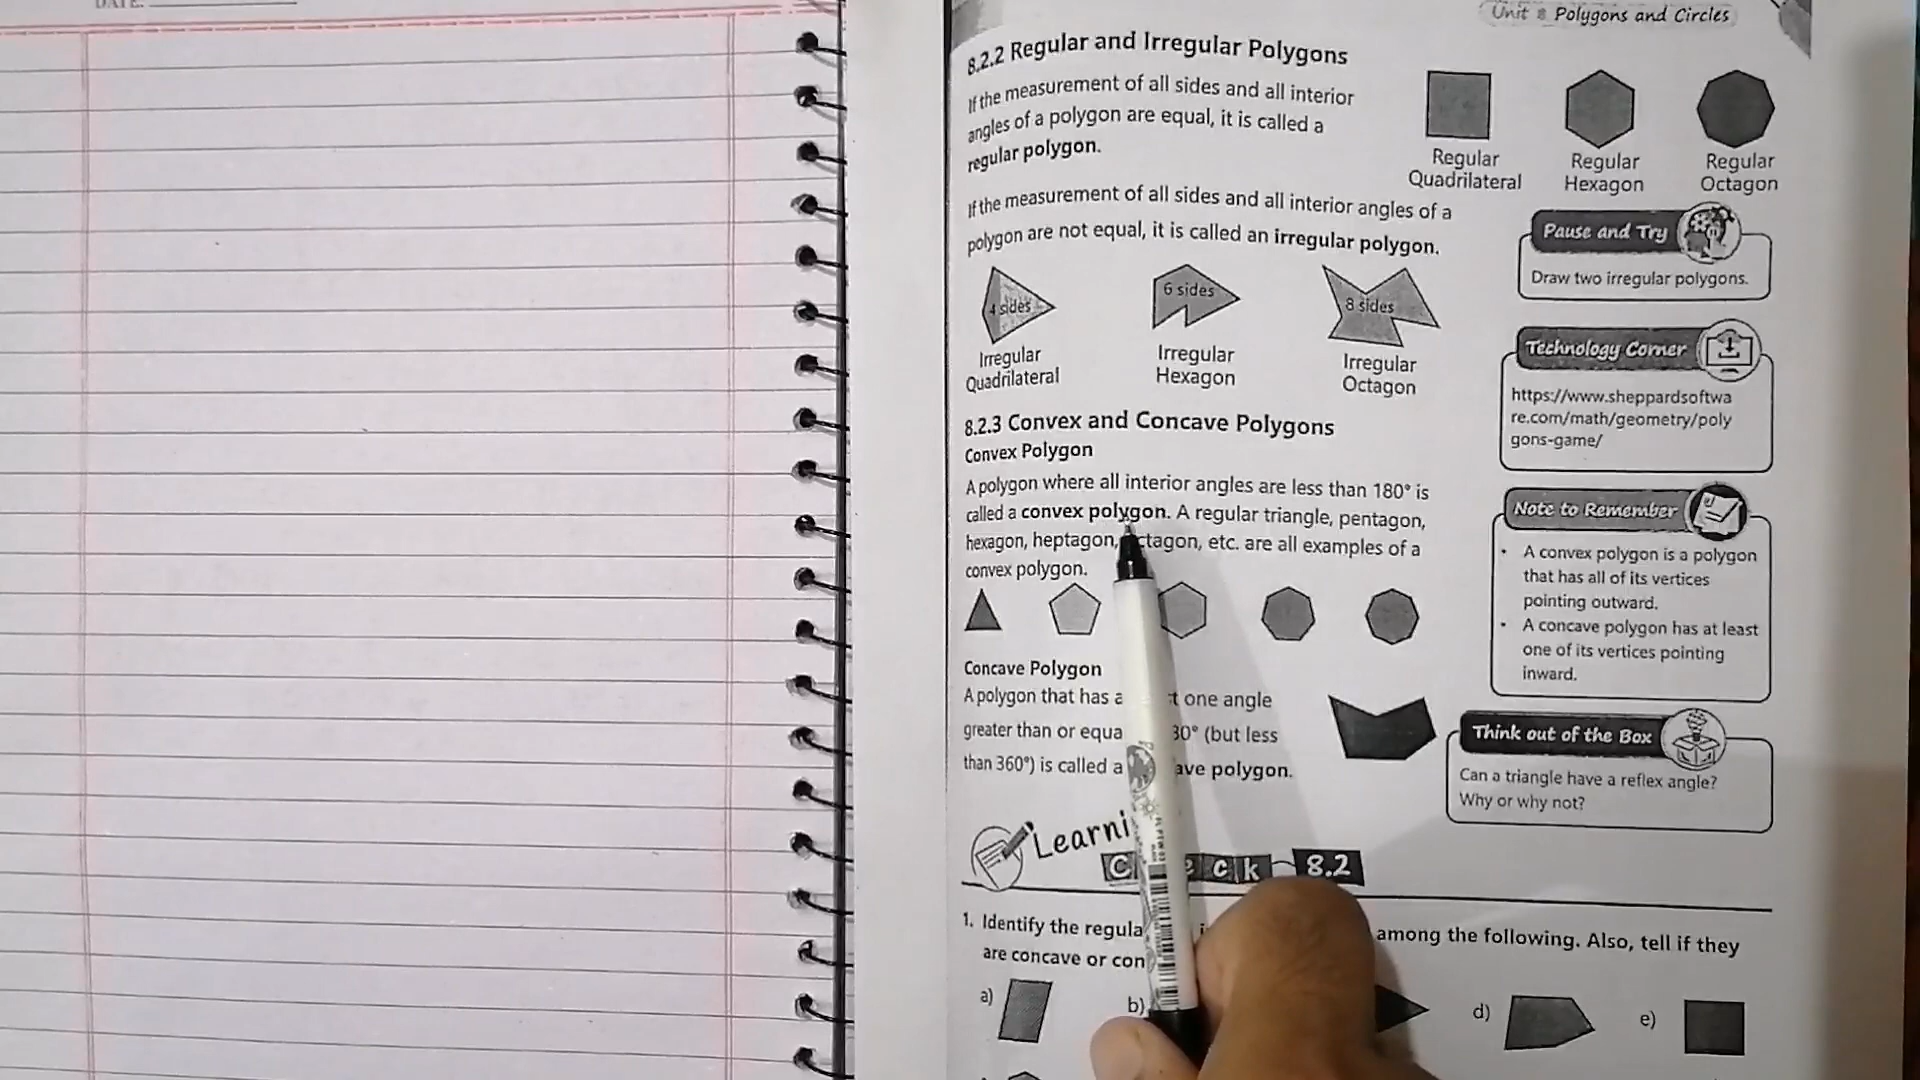 DATE:
Unit 8 Polygons and Circles
8.2.2 Regular and Irregular Polygons
If the measurement of all sides and all interior
angles of a polygon are equal, it is called a
regular polygon.
Regular
Quadrilateral
Regular
Hexagon
Regular
Octagon
If the measurement of all sides and all interior angles of a
polygon are not equal, it is called an irregular polygon.
4 sides
6 sides
8 sides
Irregular
Quadrilateral
Irregular
Hexagon
Irregular
Octagon
Pause and Try
Draw two irregular polygons.
Technology Corner
https://www.sheppardsoftwa
re.com/math/geometry/poly
gons-game/
8.2.3 Convex and Concave Polygons
Convex Polygon
A polygon where all interior angles are less than 180° is
called a convex polygon. A regular triangle, pentagon,
hexagon, heptagon, etc. are all examples of a
convex polygon.
Note to Remember
• A convex polygon is a polygon
that has all of its vertices
pointing outward.
• A concave polygon has at least
one of its vertices pointing
inward.
Concave Polygon
A polygon that has one angle
greater than or (but less
than 360°) is called polygon.
Think out of the Box
Can a triangle have a reflex angle?
Why or why not?
8.2
1. Identify the among the following. Also, tell if they
are concave or
a)
b)
d)
e)